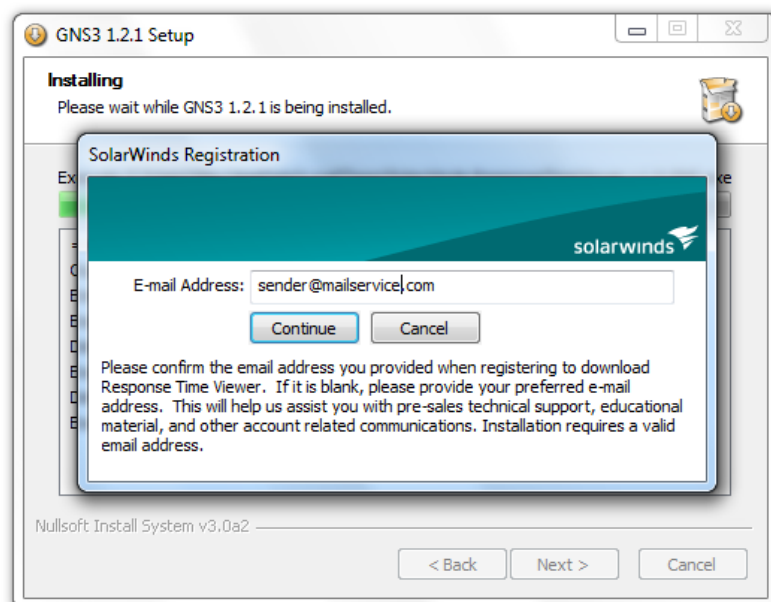 GNS3 1.2.1 Setup
Installing
Please wait while GNS3 1.2.1 is being installed.
SolarWinds Registration
Ex
xe
solarwinds
E-mail Address: sender@mailservice.com
Continue Cancel
Please confirm the email address you provided when registering to download
Response Time Viewer. If it is blank, please provide your preferred e-mail
address. This will help us assist you with pre-sales technical support, educational
material, and other account related communications. Installation requires a valid
email address.
Nullsoft Install System v3.0a2
< Back Next > Cancel